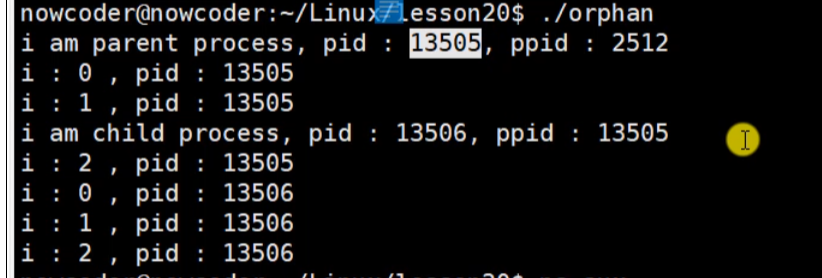 nowcoder@nowcoder:~/Linux/lesson20$ ./orphan
i am parent process, pid : 13505, ppid : 2512
i : 0 , pid : 13505
i : 1 , pid : 13505
i am child process, pid : 13506, ppid : 13505
i : 2 , pid : 13505
i : 0 , pid : 13506
i : 1 , pid : 13506
i : 2 , pid : 13506